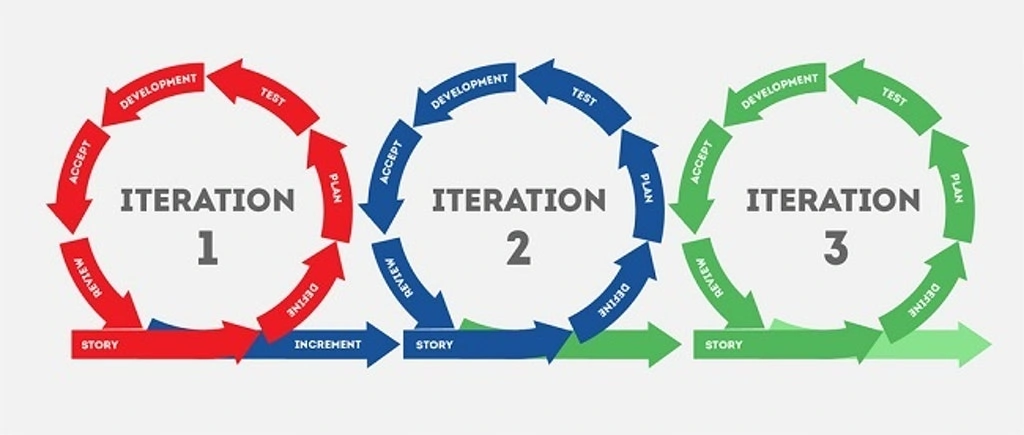 DEVELOPMENT
TEST
ACCEPT
PLAN
ITERATION
1
REVIEW
DEFINE
STORY
INCREMENT
DEVELOPMENT
TEST
ACCEPT
PLAN
ITERATION
2
REVIEW
DEFINE
STORY
DEVELOPMENT
TEST
ACCEPT
PLAN
ITERATION
3
REVIEW
DEFINE
STORY